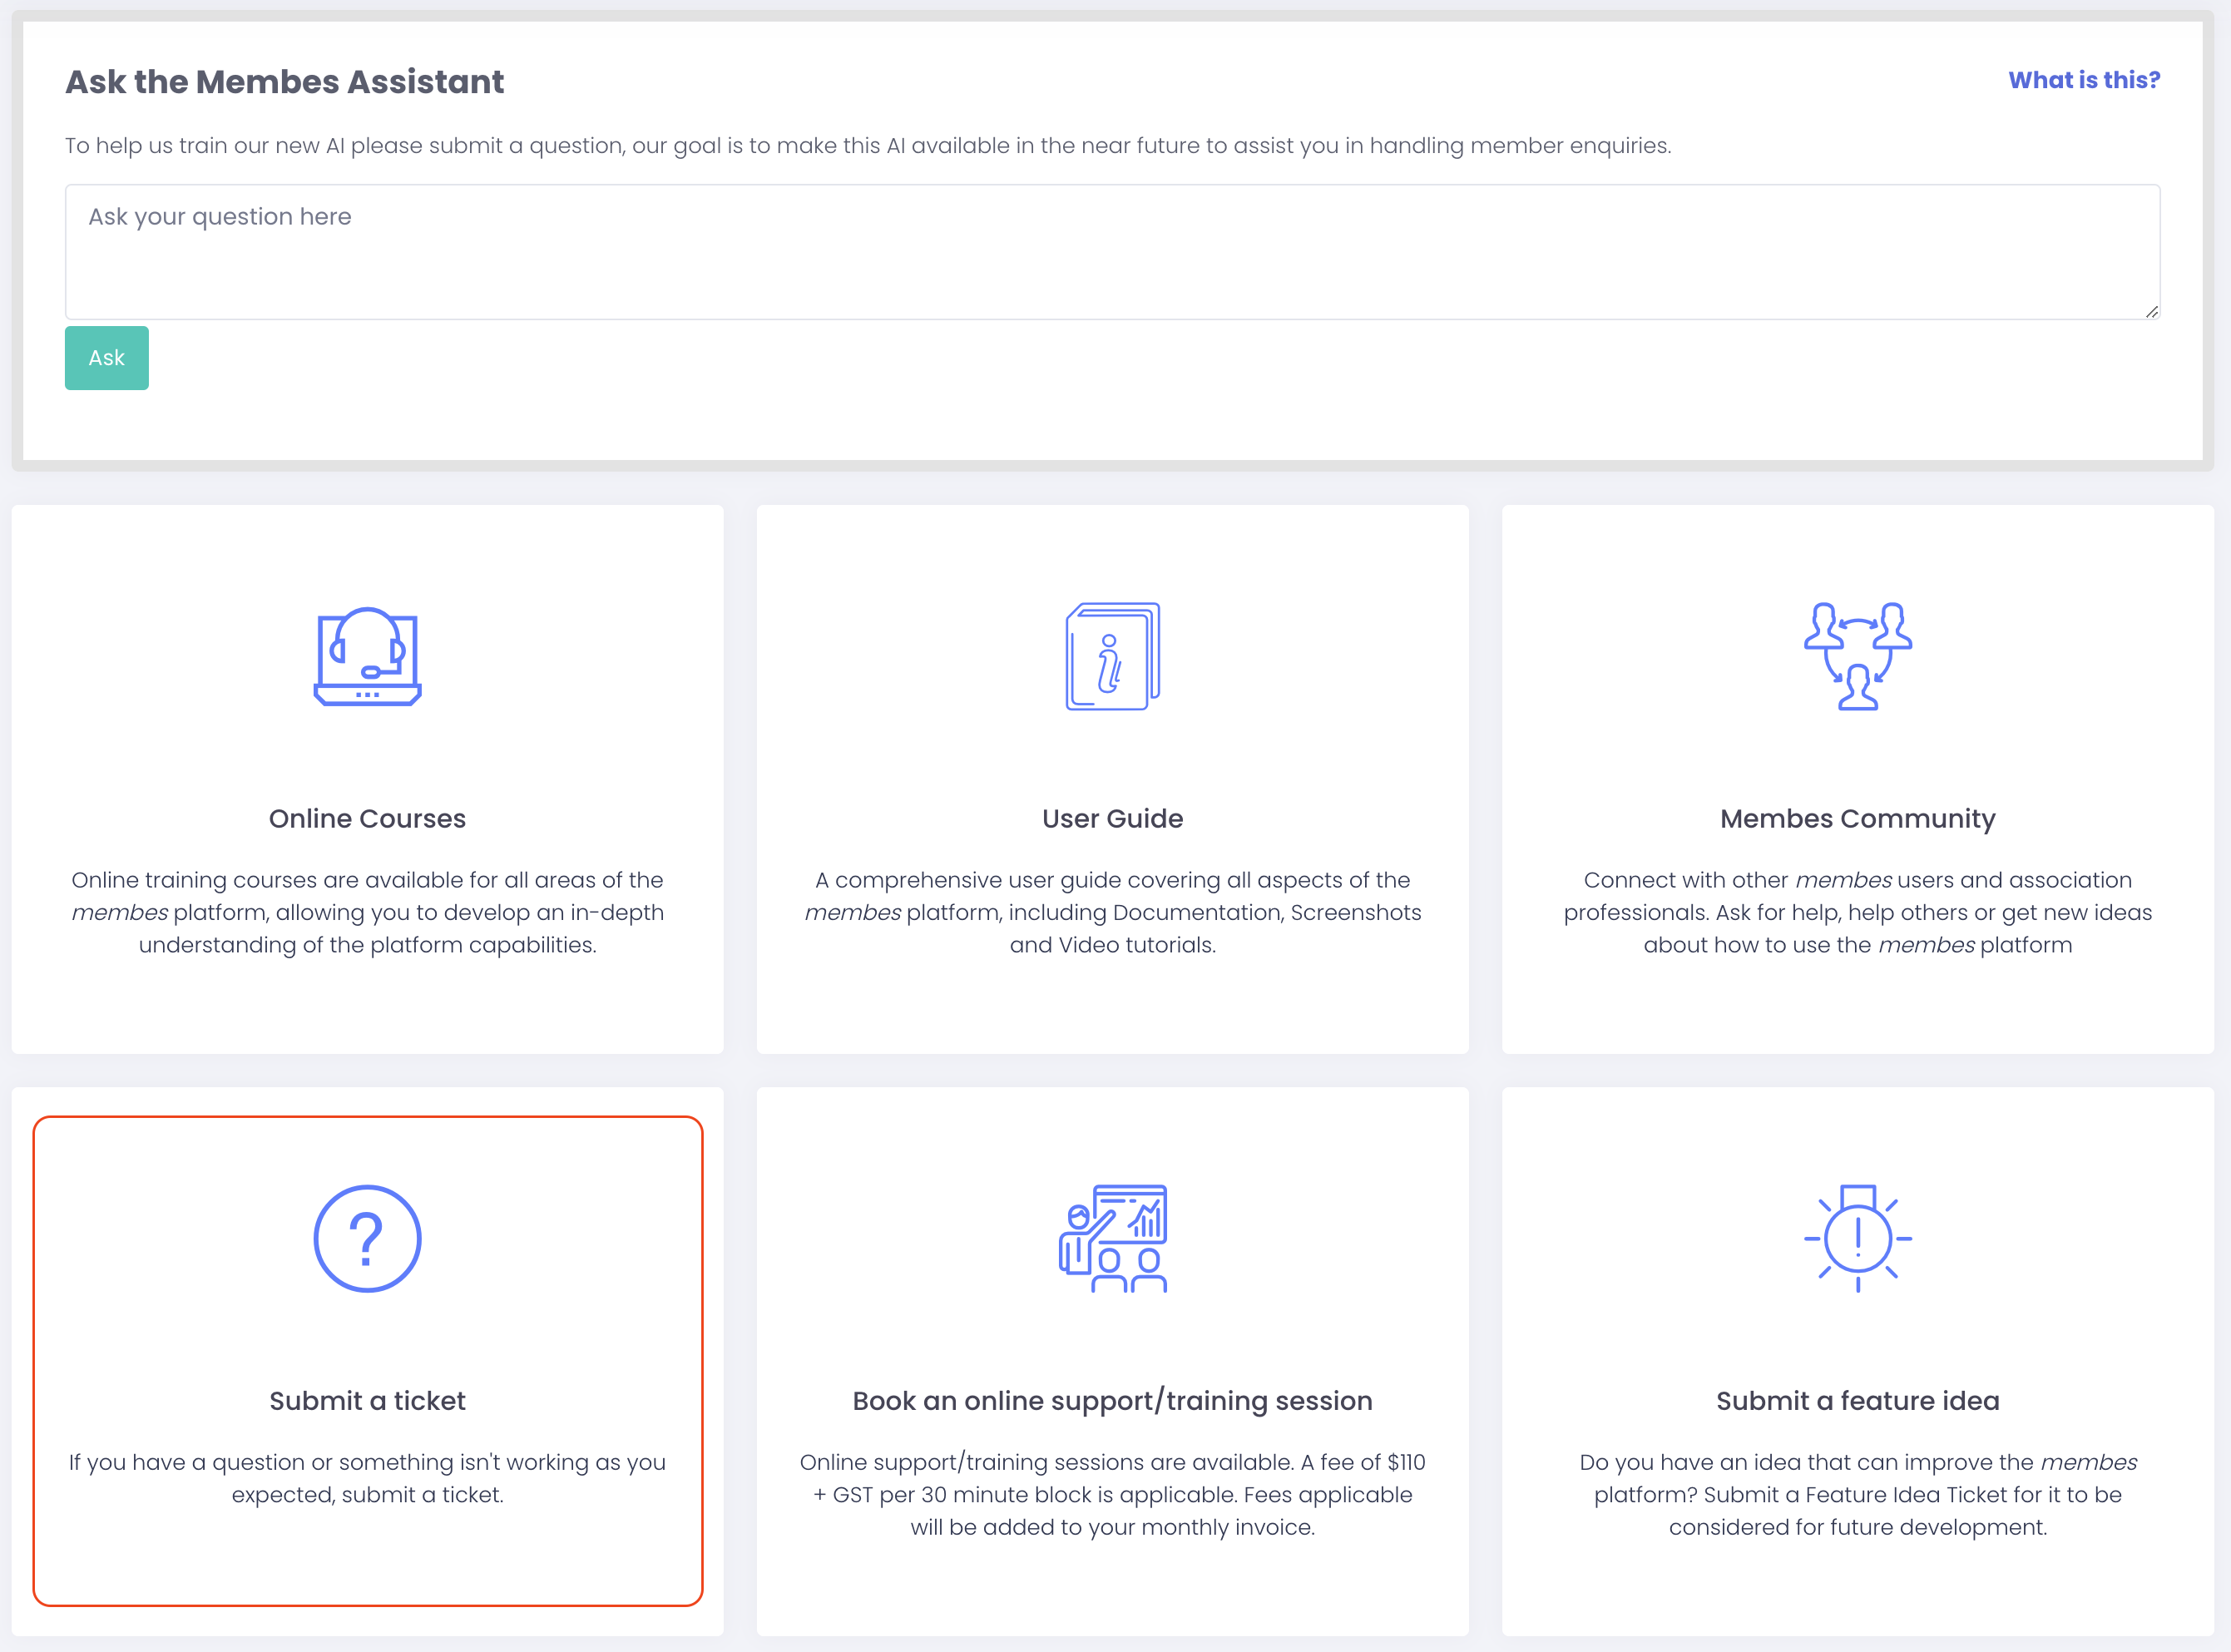 Ask the Membes Assistant
What is this?
To help us train our new AI please submit a question, our goal is to make this AI available in the near future to assist you in handling member enquiries.
Ask your question here
Ask
Online Courses
Online training courses are available for all areas of the
membes platform, allowing you to develop an in-depth
understanding of the platform capabilities.
User Guide
A comprehensive user guide covering all aspects of the
membes platform, including Documentation, Screenshots
and Video tutorials.
Membes Community
Connect with other membes users and association
professionals. Ask for help, help others or get new ideas
about how to use the membes platform
Submit a ticket
If you have a question or something isn't working as you
expected, submit a ticket.
Book an online support/training session
Online support/training sessions are available. A fee of $110
+ GST per 30 minute block is applicable. Fees applicable
will be added to your monthly invoice.
Submit a feature idea
Do you have an idea that can improve the membes
platform? Submit a Feature Idea Ticket for it to be
considered for future development.